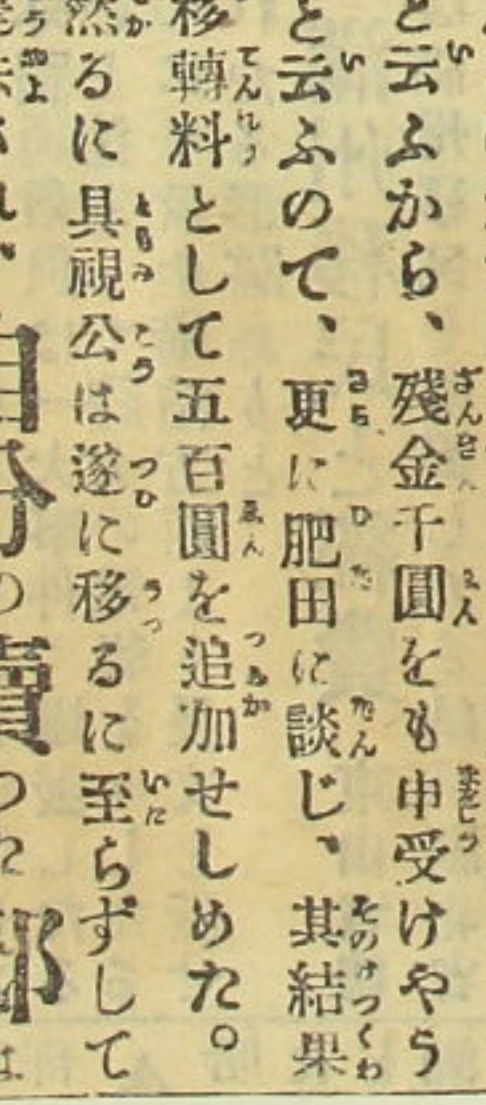 と云ふから、殘金千圓をも申受けやう
と云ふのて、更に肥田に談じ、其結果
移轉料として五百圓を追加せしめた。
然るに具視公は遂に移るに至らずして